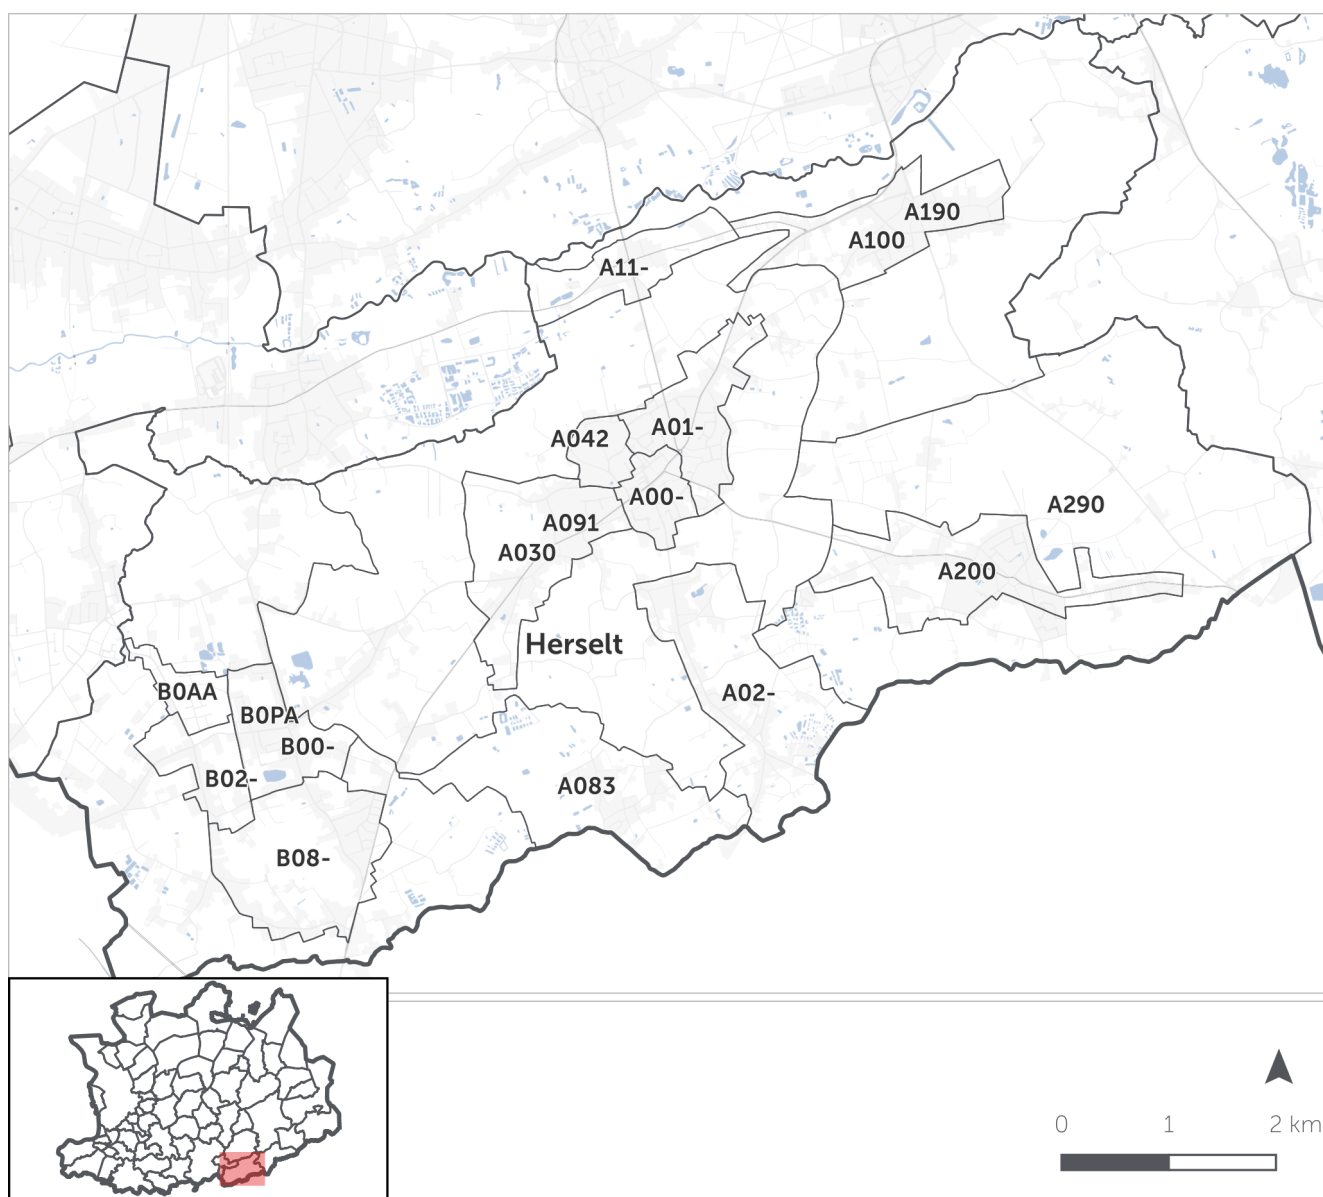 A190
A100
A11-
A01-
A042
A00-
A290
A091
A030
A200
Herselt
B0AA
A02-
B0PA
B00-
B02-
A083
B08-
0 1 2 km